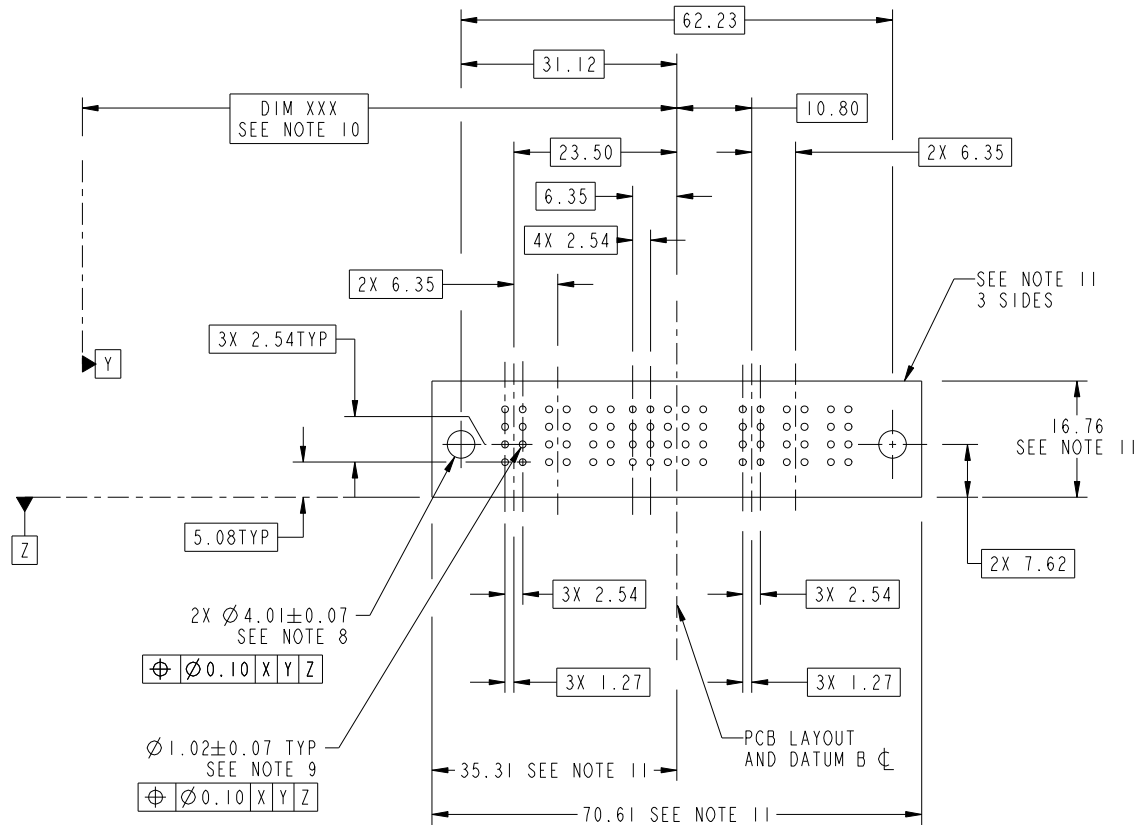 62.23
31.12
DIM XXX
SEE NOTE 10
10.80
23.50
2X 6.35
6.35
4X 2.54
2X 6.35
SEE NOTE 11
3 SIDES
3X 2.54TYP
Y
16.76
SEE NOTE 11
5.08TYP
Z
2X 7.62
3X 2.54
3X 2.54
2X Ø4.01±0.07
SEE NOTE 8
⌖ Ø0.10 X Y Z
3X 1.27
3X 1.27
Ø1.02±0.07 TYP
SEE NOTE 9
⌖ Ø0.10 X Y Z
PCB LAYOUT
AND DATUM B ℄
35.31 SEE NOTE 11
70.61 SEE NOTE 11